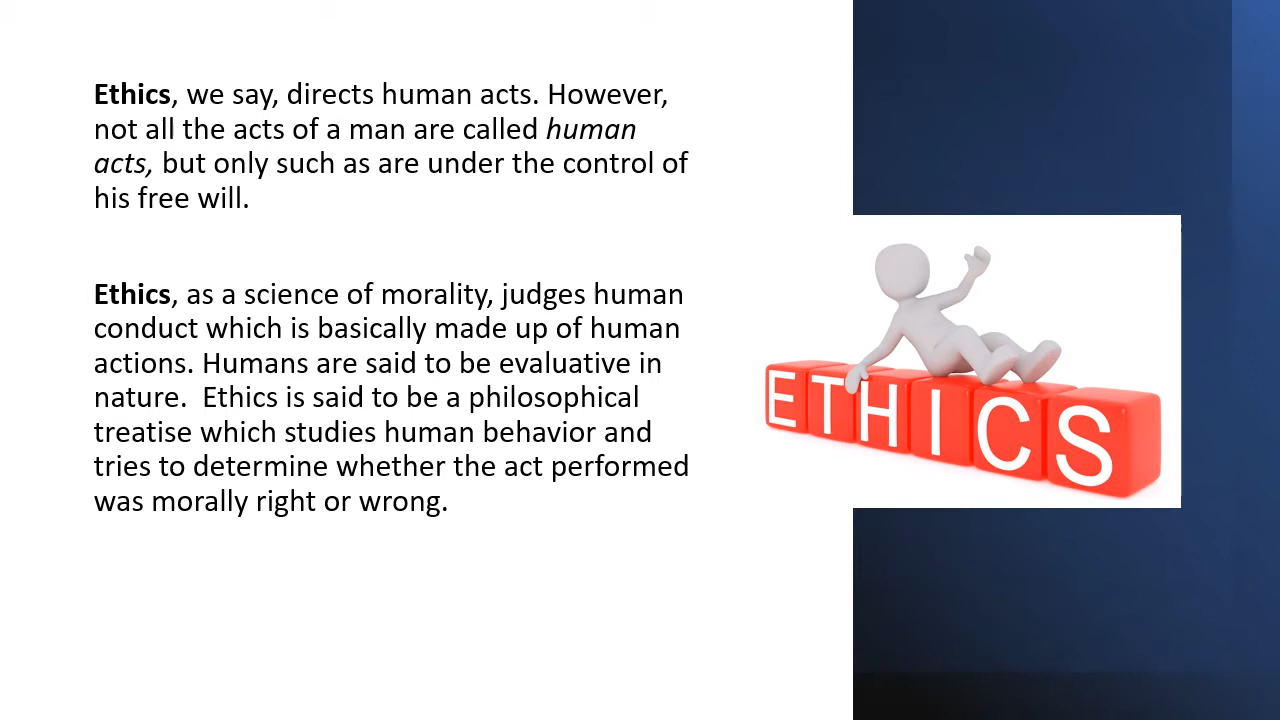 Ethics, we say, directs human acts. However,
not all the acts of a man are called human
acts, but only such as are under the control of
his free will.
Ethics, as a science of morality, judges human
conduct which is basically made up of human
actions. Humans are said to be evaluative in
nature.  Ethics is said to be a philosophical
treatise which studies human behavior and
tries to determine whether the act performed
was morally right or wrong.
ETHICS